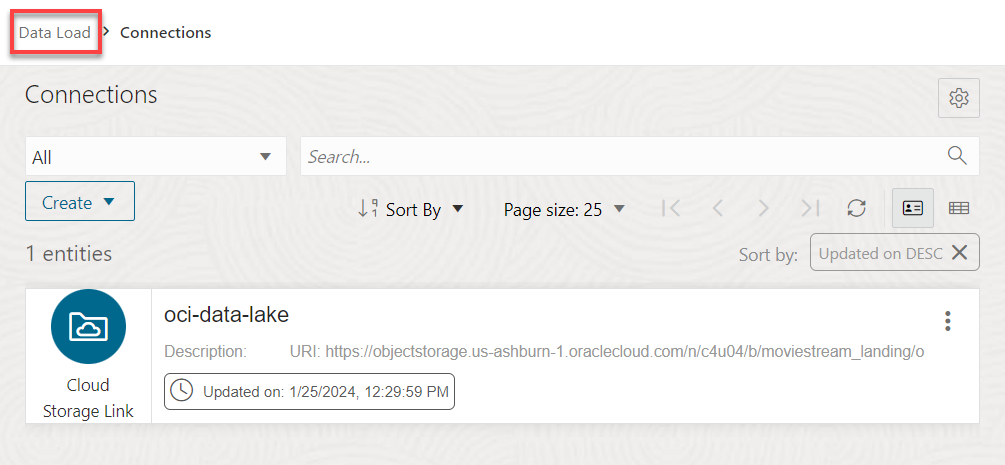 Data Load > Connections
Connections
All
Search...
Create
Sort By
Page size: 25
1 entities
Sort by:
Updated on DESC
oci-data-lake
Description:
URI: https://objectstorage.us-ashburn-1.oraclecloud.com/n/c4u04/b/moviestream_landing/o
Updated on: 1/25/2024, 12:29:59 PM
Cloud
Storage Link